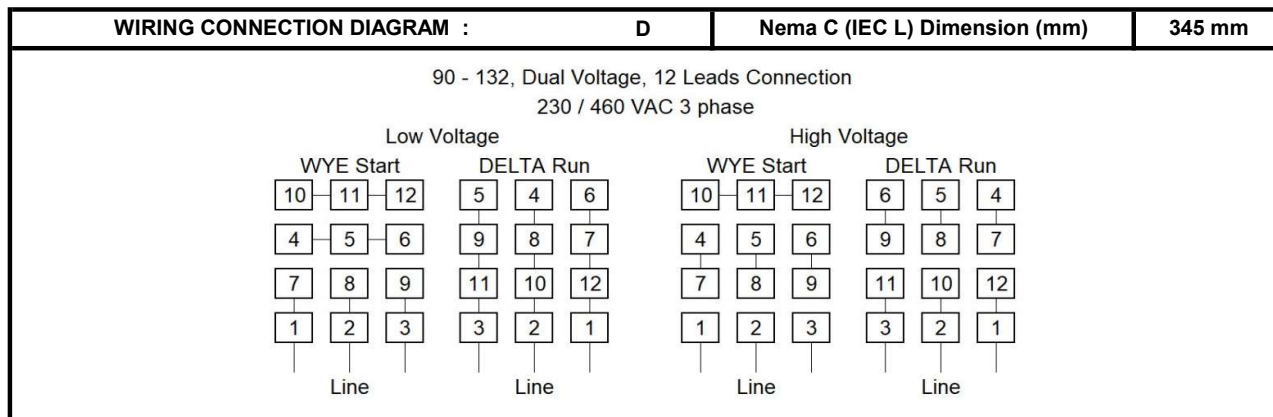 WIRING CONNECTION DIAGRAM : D Nema C (IEC L) Dimension (mm) 345 mm
90 - 132, Dual Voltage, 12 Leads Connection
230 / 460 VAC 3 phase
Low Voltage High Voltage
WYE Start DELTA Run WYE Start DELTA Run
10 11 12 5 4 6 10 11 12 6 5 4
4 5 6 9 8 7 4 5 6 9 8 7
7 8 9 11 10 12 7 8 9 11 10 12
1 2 3 3 2 1 1 2 3 3 2 1
Line Line Line Line